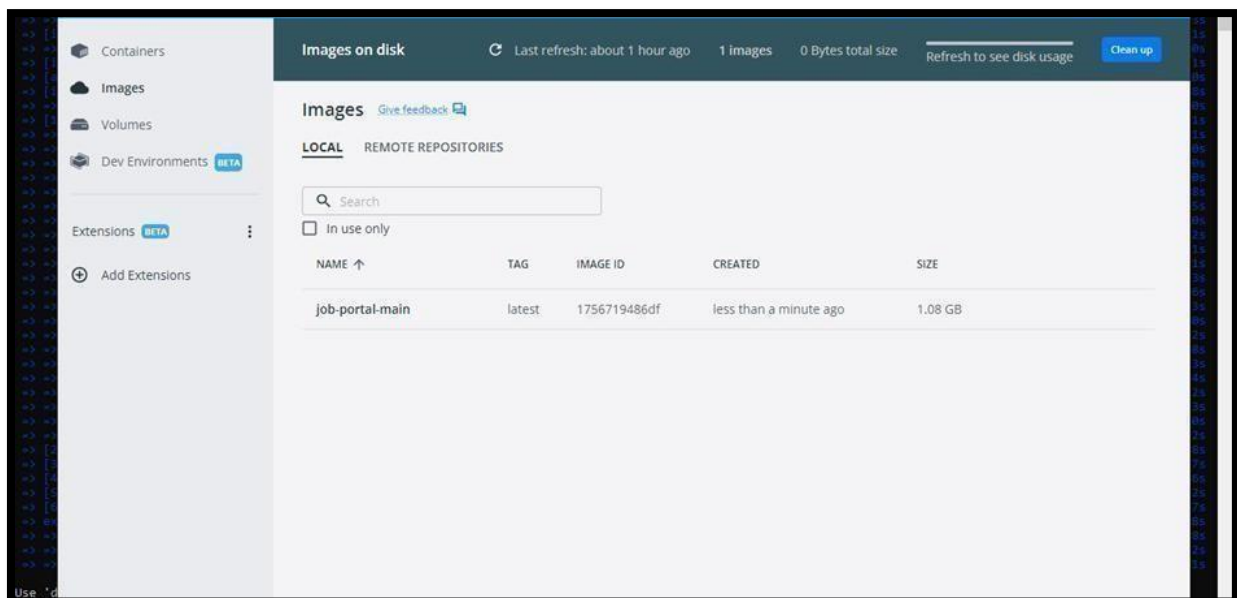 Containers
Images
Volumes
Dev Environments BETA
Extensions BETA
Add Extensions
Images on disk Last refresh: about 1 hour ago 1 images 0 Bytes total size Refresh to see disk usage Clean up
Images Give feedback
LOCAL REMOTE REPOSITORIES
Search
In use only
NAME TAG IMAGE ID CREATED SIZE
job-portal-main latest 1756719486df less than a minute ago 1.08 GB
Use 'd